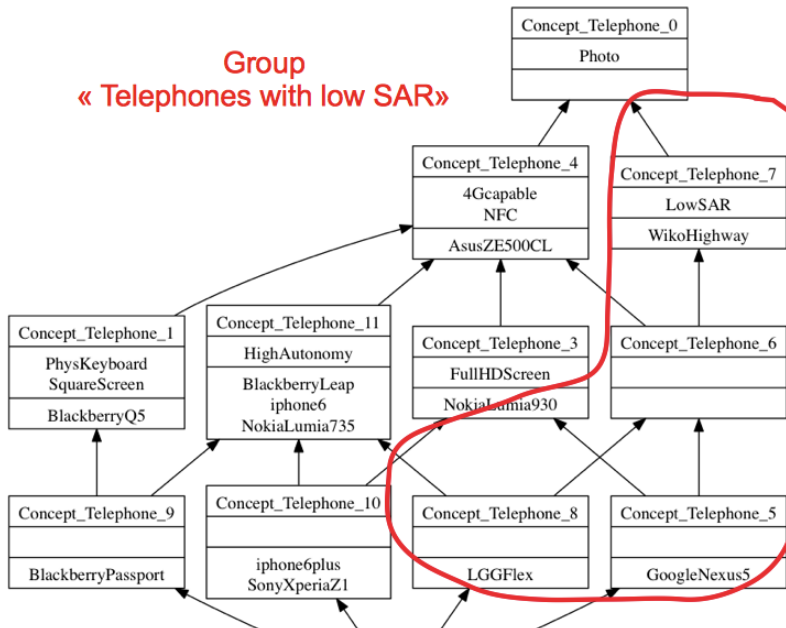 Group
« Telephones with low SAR»
Concept_Telephone_0
Photo
Concept_Telephone_4
4Gcapable
NFC
AsusZE500CL
Concept_Telephone_7
LowSAR
WikoHighway
Concept_Telephone_1
PhysKeyboard
SquareScreen
BlackberryQ5
Concept_Telephone_11
HighAutonomy
BlackberryLeap
iphone6
NokiaLumia735
Concept_Telephone_3
FullHDScreen
NokiaLumia930
Concept_Telephone_6
Concept_Telephone_9
BlackberryPassport
Concept_Telephone_10
iphone6plus
SonyXperiaZ1
Concept_Telephone_8
LGGFlex
Concept_Telephone_5
GoogleNexus5